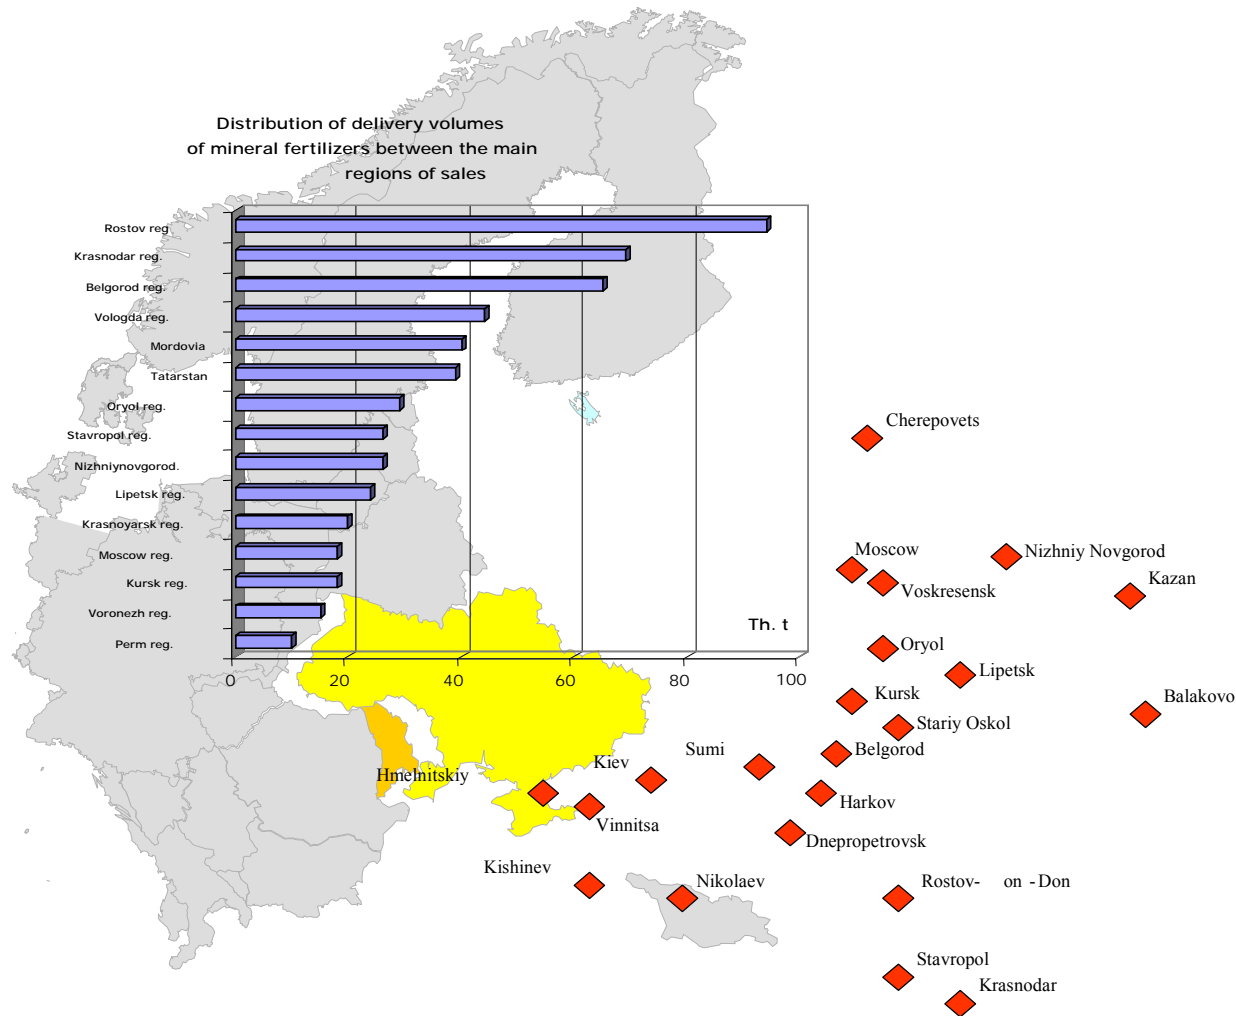 Distribution of delivery volumes
of mineral fertilizers between the main
regions of sales
Rostov reg
Krasnodar reg.
Belgorod reg.
Vologda reg.
Mordovia
Tatarstan
Oryol reg.
Stavropol reg.
Nizhniynovgorod.
Lipetsk reg.
Krasnoyarsk reg.
Moscow reg.
Kursk reg.
Voronezh reg.
Perm reg.
Th. t
0 20 40 60 80 100
Cherepovets
Moscow
Nizhniy Novgorod
Voskresensk
Kazan
Oryol
Lipetsk
Kursk
Balakovo
Stariy Oskol
Sumi
Belgorod
Kiev
Hmelnitskiy
Harkov
Vinnitsa
Dnepropetrovsk
Kishinev
Nikolaev
Rostov- on -Don
Stavropol
Krasnodar